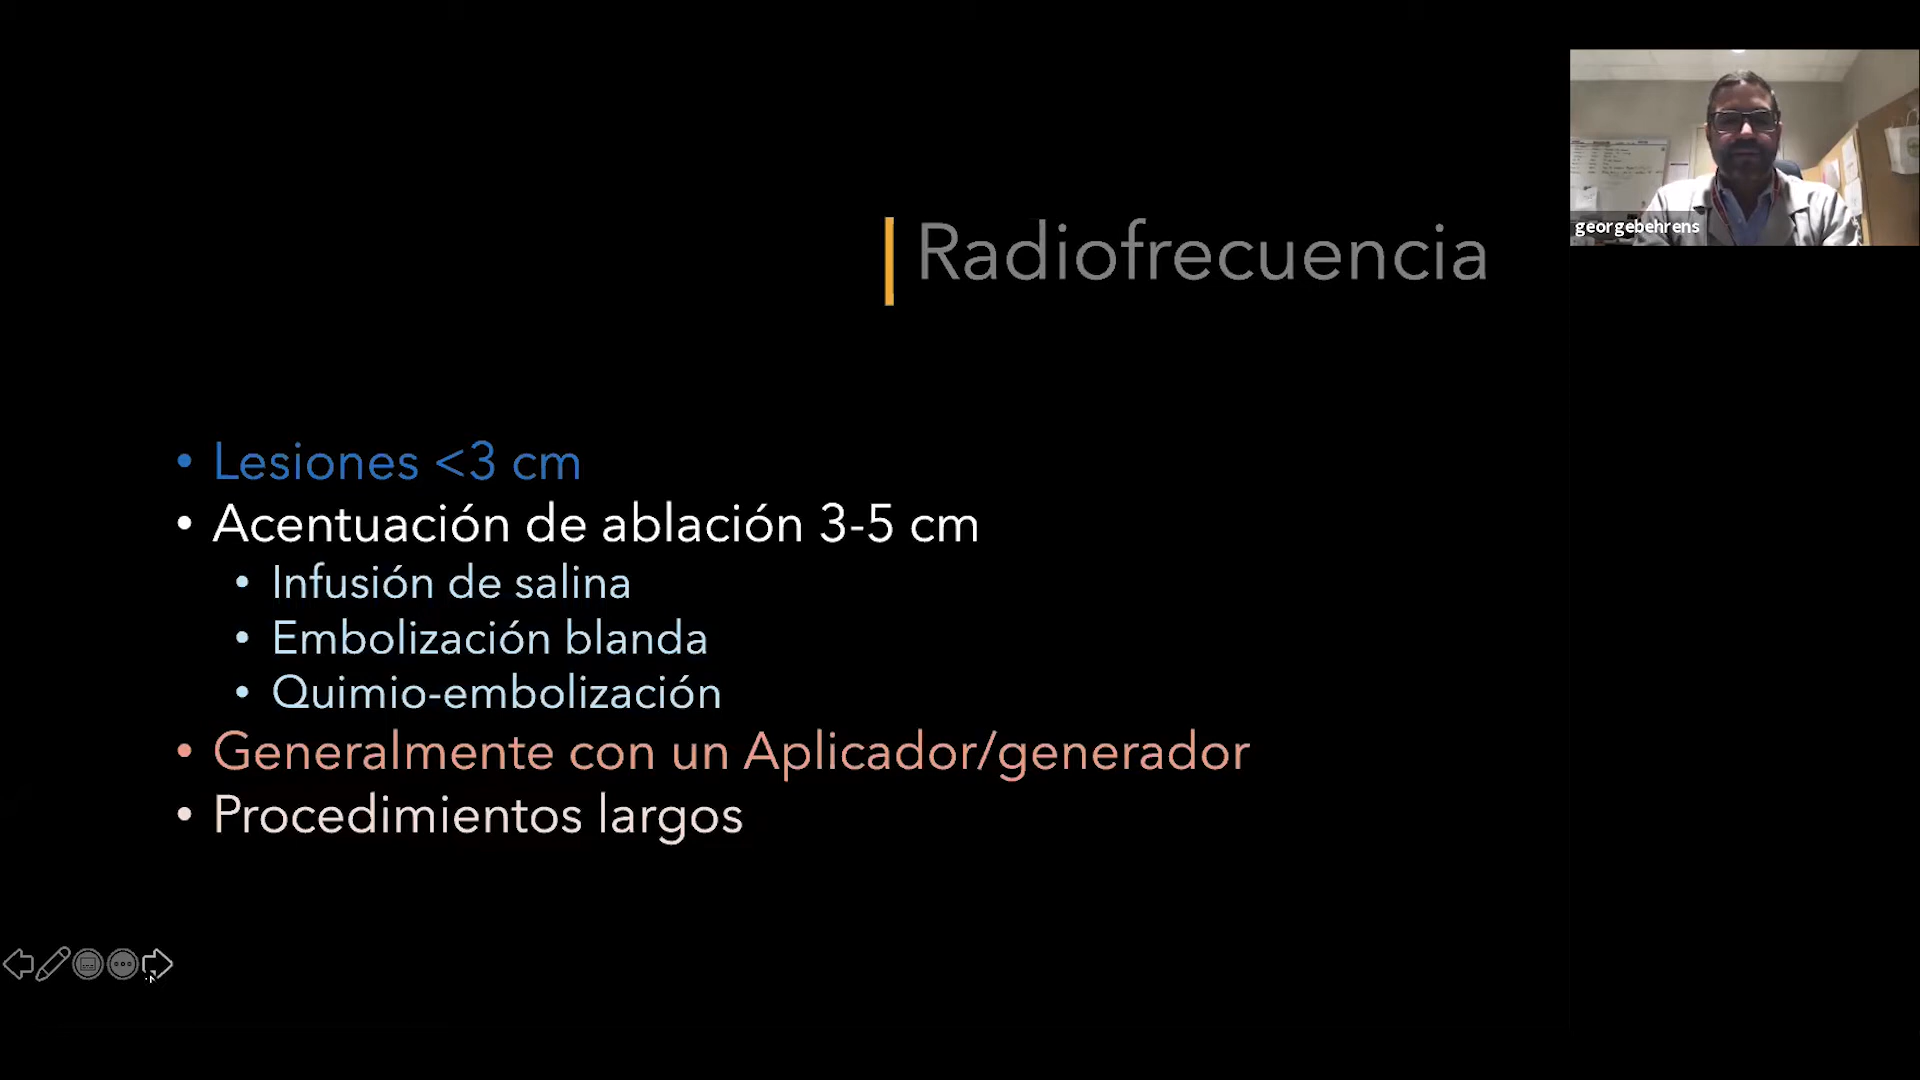 Radiofrecuencia
georgebehrens
• Lesiones <3 cm
• Acentuación de ablación 3-5 cm
• Infusión de salina
• Embolización blanda
• Quimio-embolización
• Generalmente con un Aplicador/generador
• Procedimientos largos